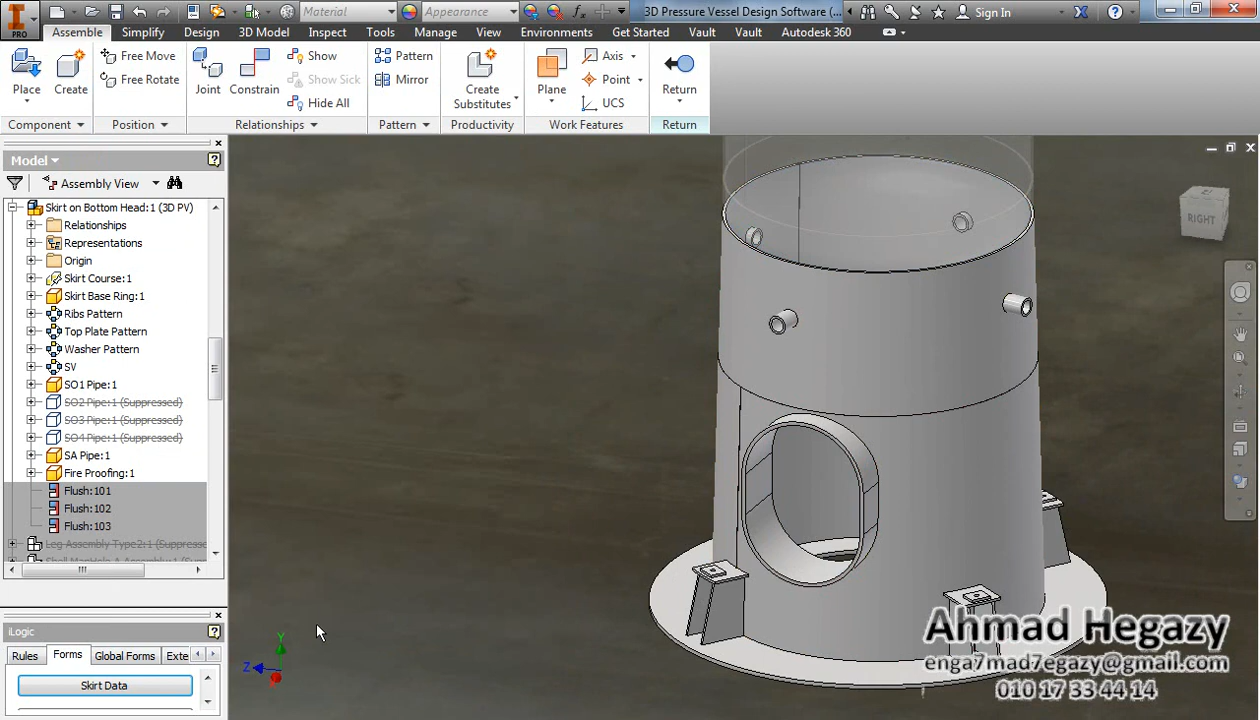 Material
Appearance
3D Pressure Vessel Design Software (...
Sign In
PRO
Assemble Simplify Design 3D Model Inspect Tools Manage View Environments Get Started Vault Vault Autodesk 360
Place
Create
Free Move
Free Rotate
Joint
Constrain
Show
Show Sick
Hide All
Pattern
Mirror
Create
Substitutes
Plane
Axis
Point
UCS
Return
Component Position Relationships Pattern Productivity Work Features Return
Model
Assembly View
Skirt on Bottom Head:1 (3D PV)
Relationships
Representations
Origin
Skirt Course:1
Skirt Base Ring:1
Ribs Pattern
Top Plate Pattern
Washer Pattern
SV
SO1 Pipe:1
SO2 Pipe:1 (Suppressed)
SO3 Pipe:1 (Suppressed)
SO4 Pipe:1 (Suppressed)
SA Pipe:1
Fire Proofing:1
Flush:101
Flush:102
Flush:103
Leg Assembly Type2:1 (Suppresse
iLogic
Rules Forms Global Forms Exte
Skirt Data
RIGHT
Y
Z
Ahmad Hegazy
enga7mad7egazy@gmail.com
010 17 33 44 14